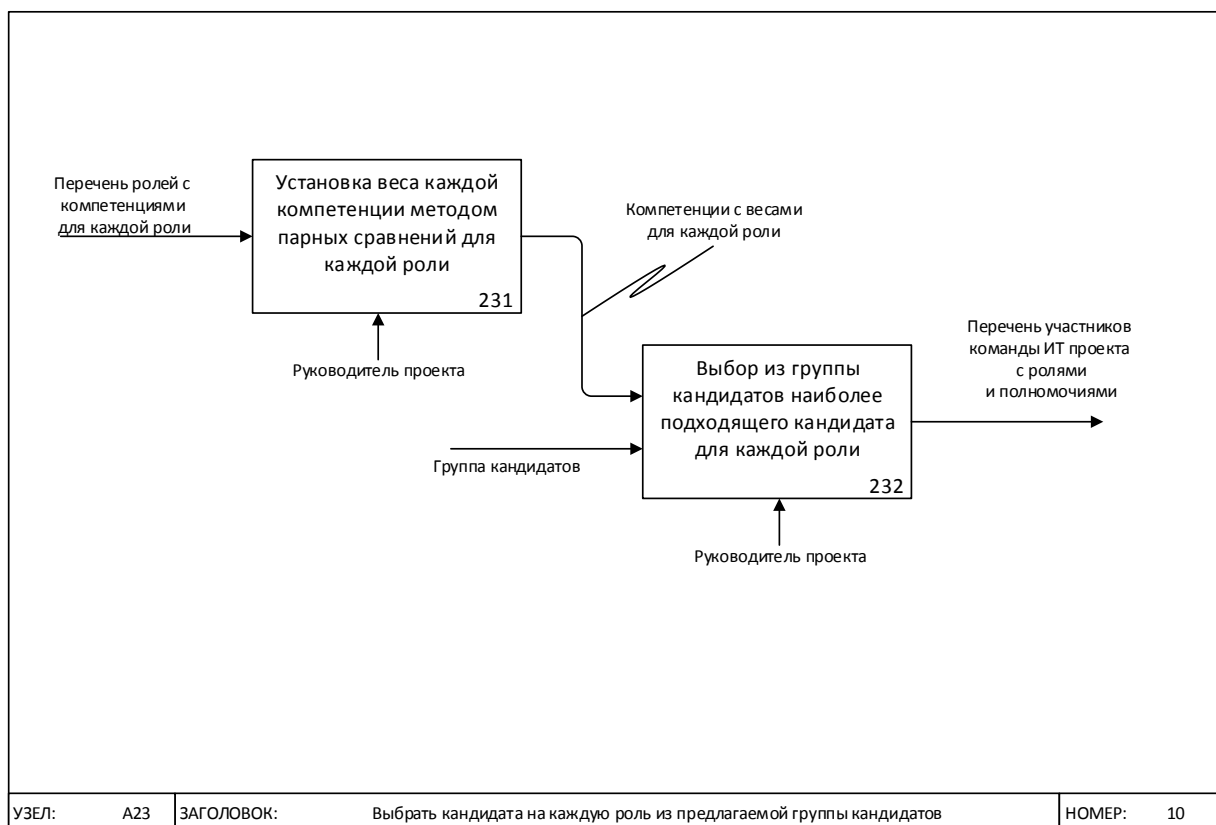 Перечень ролей с
компетенциями
для каждой роли
Установка веса каждой
компетенции методом
парных сравнений для
каждой роли
231
Руководитель проекта
Компетенции с весами
для каждой роли
Выбор из группы
кандидатов наиболее
подходящего кандидата
для каждой роли
232
Группа кандидатов
Руководитель проекта
Перечень участников
команды ИТ проекта
с ролями
и полномочиями
УЗЕЛ: А23 ЗАГОЛОВОК: Выбрать кандидата на каждую роль из предлагаемой группы кандидатов НОМЕР: 10